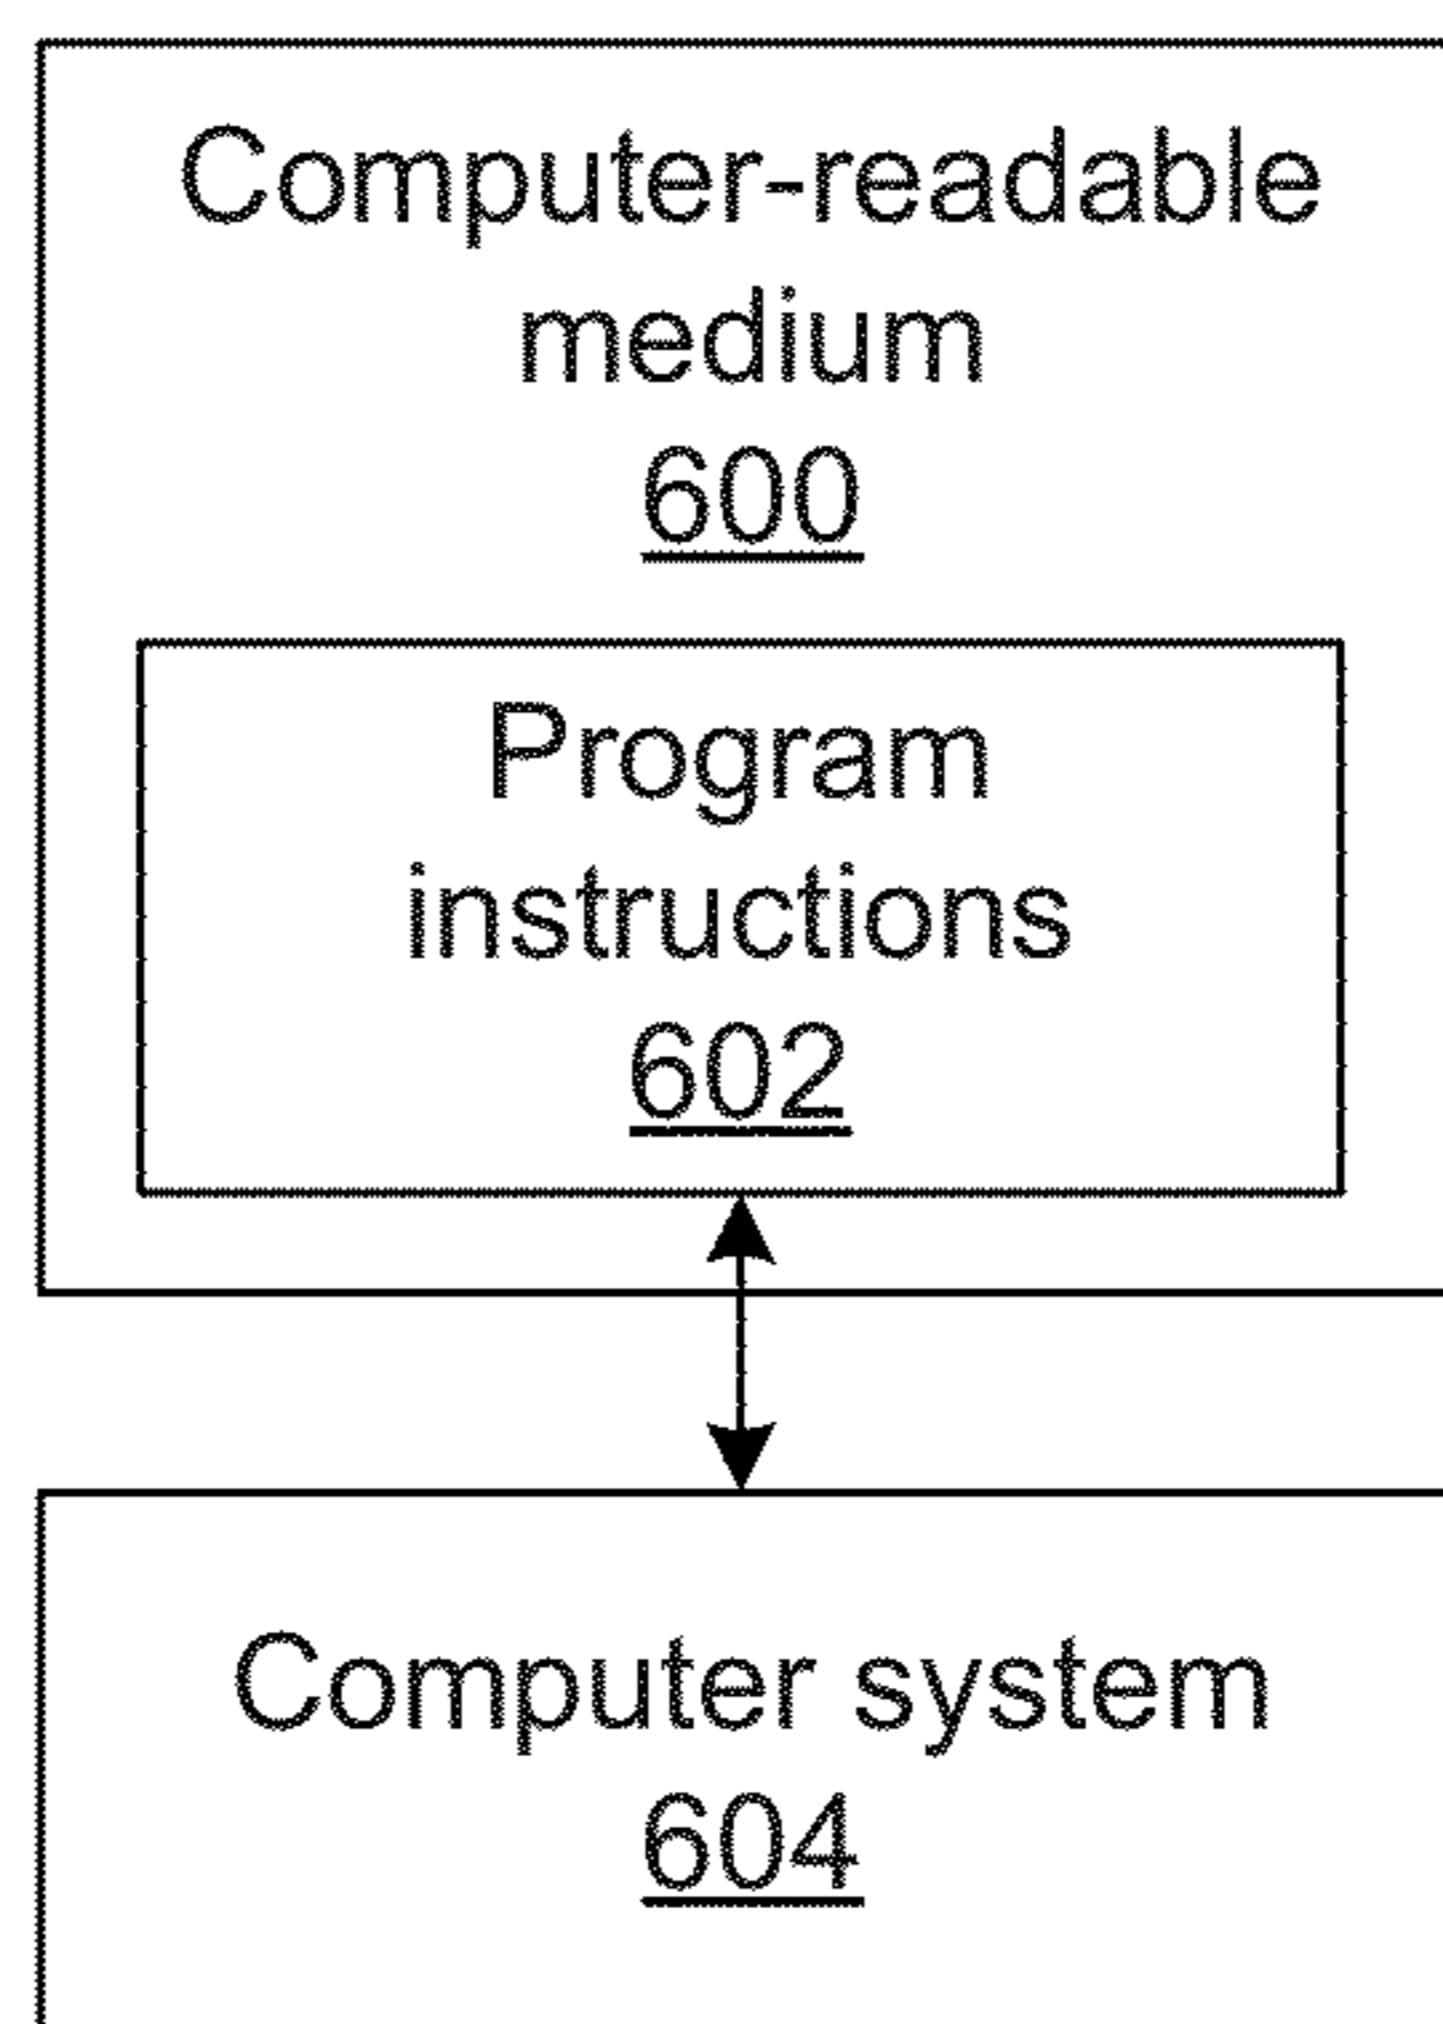 Computer-readable
medium
600
Program
instructions
602
Computer system
604